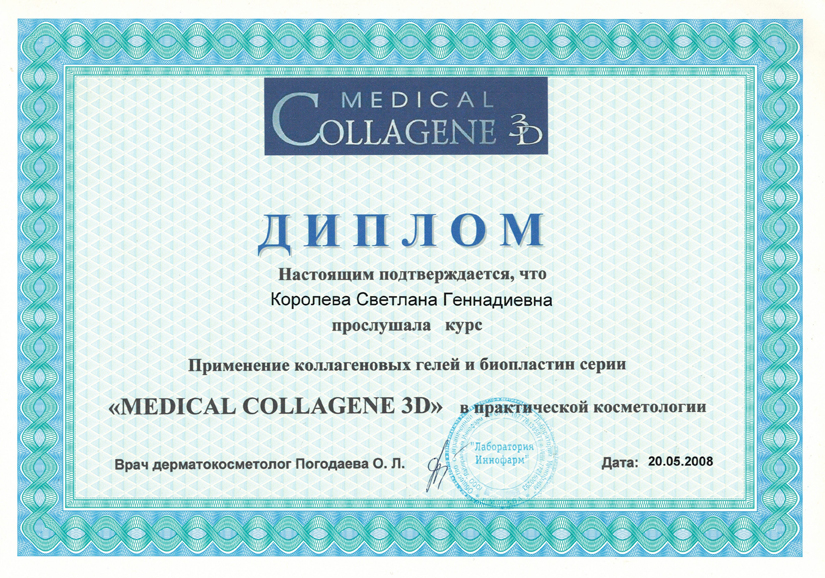 MEDICAL
COLLAGENE 3D
ДИПЛОМ
Настоящим подтверждается, что
Королева Светлана Геннадиевна
прослушала курс
Применение коллагеновых гелей и биопластин серии
«MEDICAL COLLAGENE 3D» в практической косметологии
"Лаборатория
Иннофарм"
Врач дерматокосметолог Погодаева О. Л.
Дата: 20.05.2008